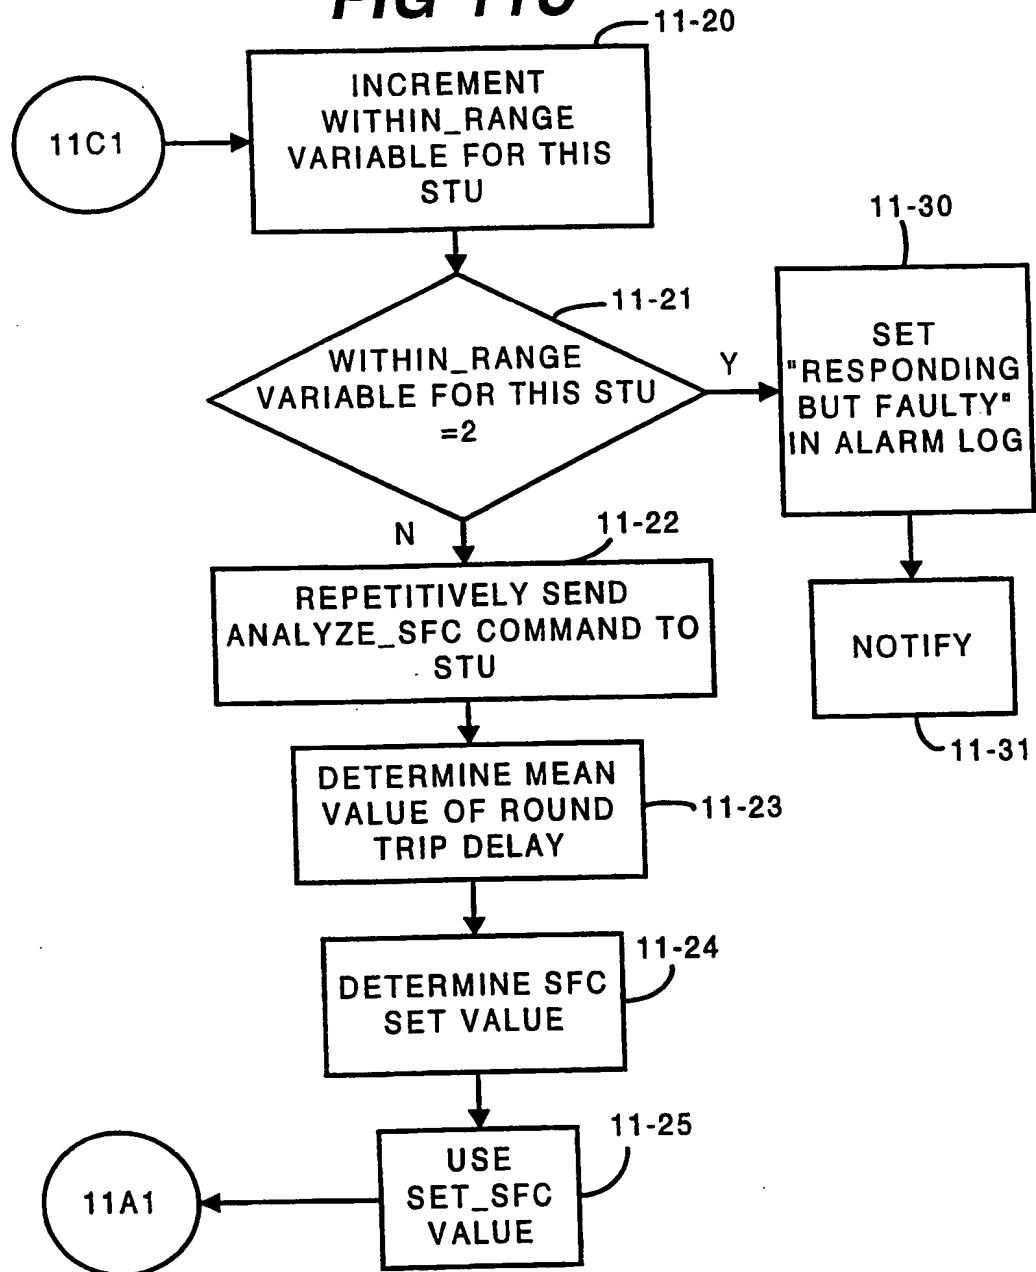 FIG 11C
11-20
INCREMENT
WITHIN_RANGE
VARIABLE FOR THIS
STU
11C1
11-30
11-21
WITHIN_RANGE
VARIABLE FOR THIS STU
=2
Y
SET
"RESPONDING
BUT FAULTY"
IN ALARM LOG
N
11-22
REPETITIVELY SEND
ANALYZE_SFC COMMAND TO
STU
NOTIFY
11-31
DETERMINE MEAN
VALUE OF ROUND
TRIP DELAY
11-23
11-24
DETERMINE SFC
SET VALUE
11-25
USE
SET_SFC
VALUE
11A1